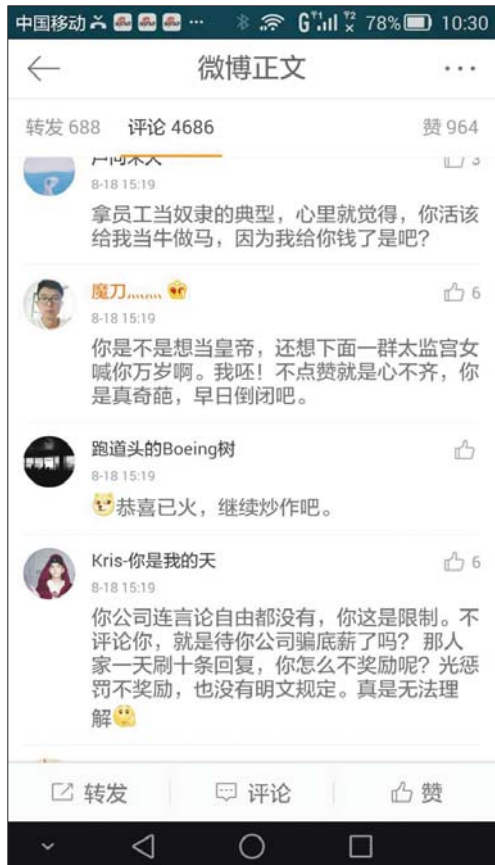 中国移动 78% 10:30
微博正文
转发 688 评论 4686 赞 964
3
8-18 15:19
拿员工当奴隶的典型，心里就觉得，你活该
给我当牛做马，因为我给你钱了是吧？
魔刀 6
8-18 15:19
你是不是想当皇帝，还想下面一群太监宫女
喊你万岁啊。我呸！不点赞就是心不齐，你
是真奇葩，早日倒闭吧。
跑道头的Boeing树
8-18 15:19
恭喜已火，继续炒作吧。
Kris-你是我的天 6
8-18 15:19
你公司连言论自由都没有，你这是限制。不
评论你，就是待你公司骗底薪了吗？那人
家一天刷十条回复，你怎么不奖励呢？光惩
罚不奖励，也没有明文规定。真是无法理
解
转发 评论 赞